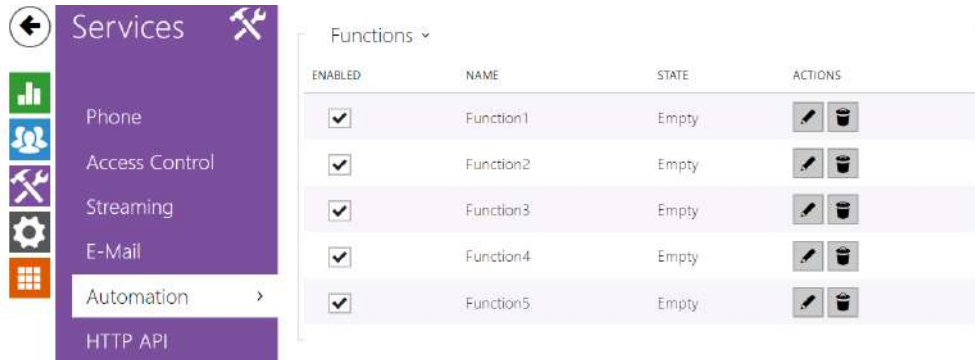 Services
Phone
Access Control
Streaming
E-Mail
Automation
HTTP API
Functions
ENABLED NAME STATE ACTIONS
Function1 Empty
Function2 Empty
Function3 Empty
Function4 Empty
Function5 Empty